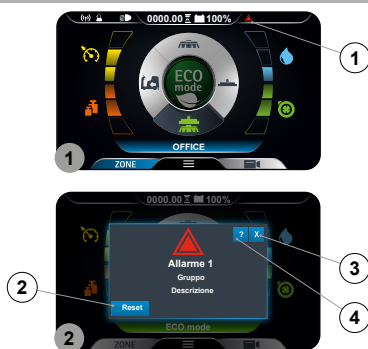 0000.00 100%
1
ECO
mode
OFFICE
1
ZONE
0000.00 100%
? X
Allarme 1
Gruppo
Descrizione
Reset
2
3
4
ECO mode
2
ZONE